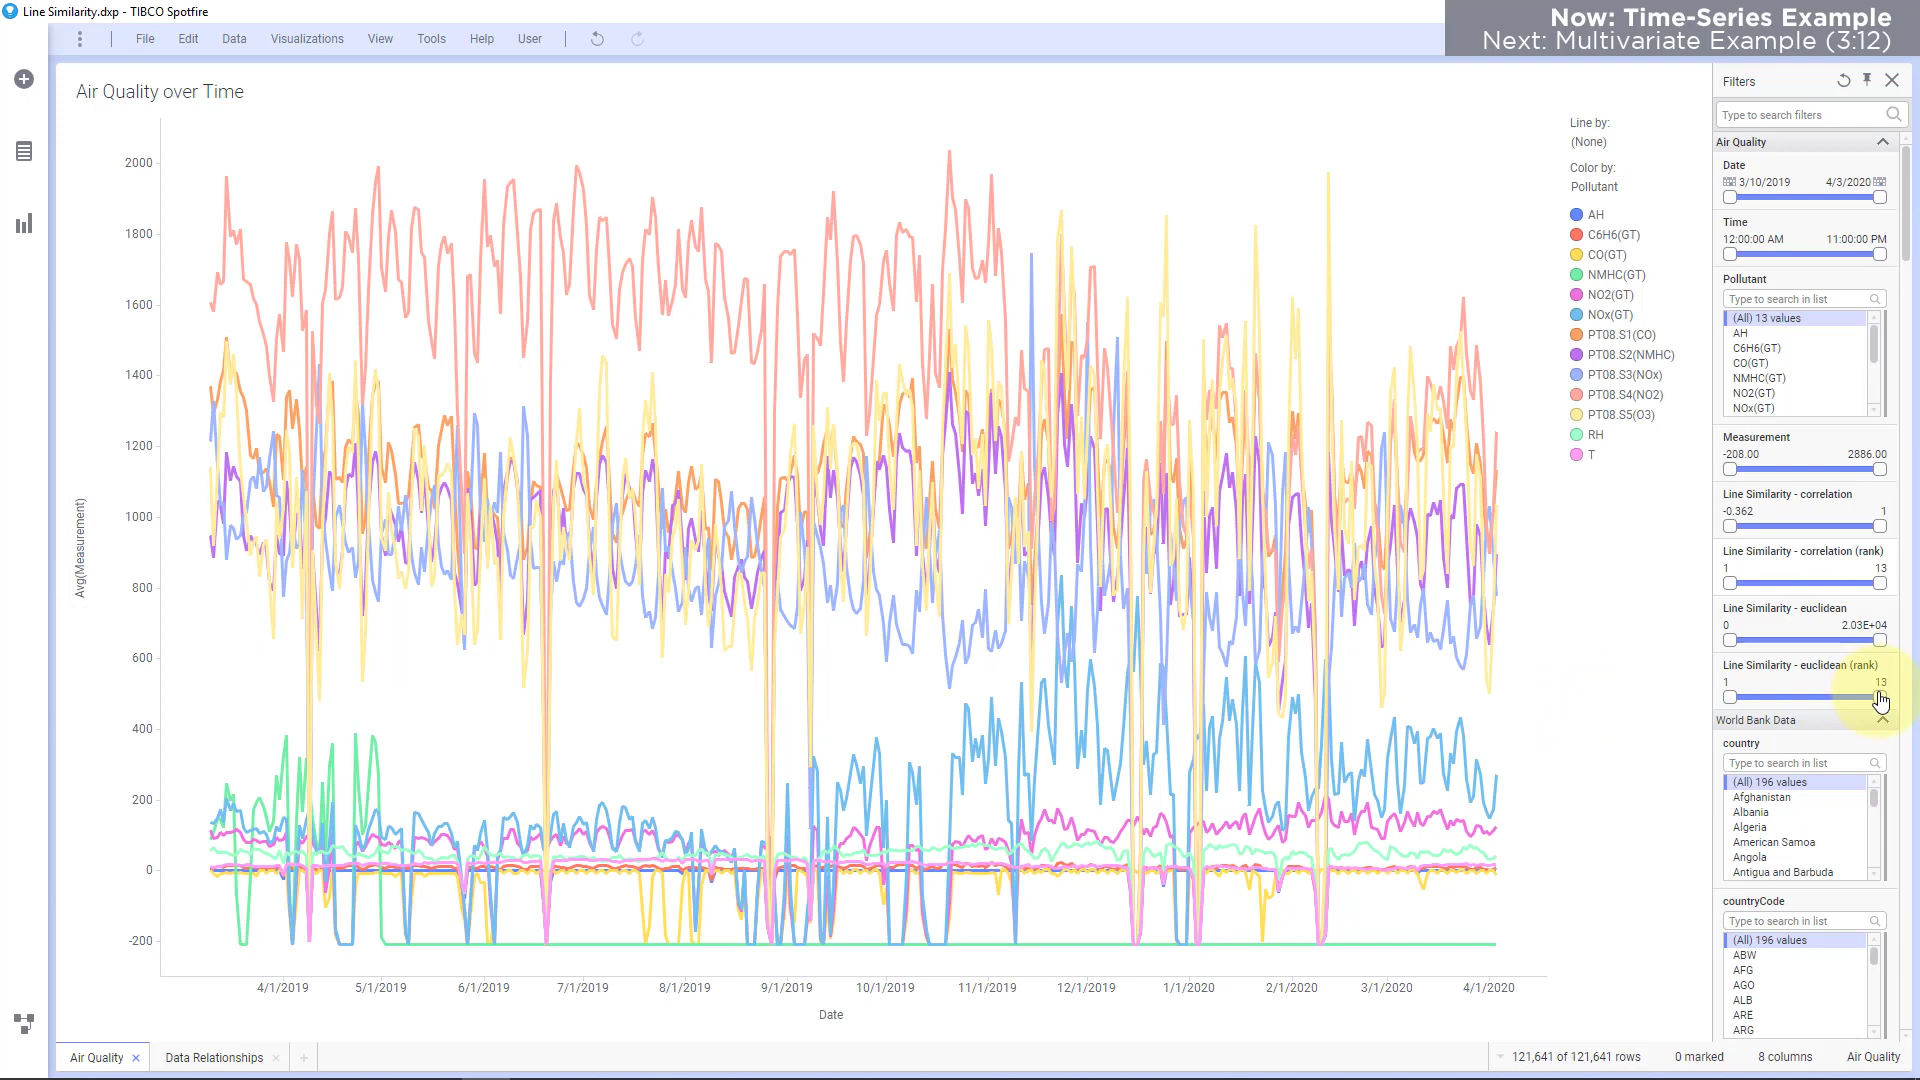 Line Similarity.dxp - TIBCO Spotfire
Now: Time-Series Example
Next: Multivariate Example (3:12)
File Edit Data Visualizations View Tools Help User
Air Quality over Time
2000
1800
1600
1400
1200
1000
800
600
400
200
0
-200
Avg(Measurement)
4/1/2019 5/1/2019 6/1/2019 7/1/2019 8/1/2019 9/1/2019 10/1/2019 11/1/2019 12/1/2019 1/1/2020 2/1/2020 3/1/2020 4/1/2020
Date
Line by:
(None)
Color by:
Pollutant
AH
C6H6(GT)
CO(GT)
NMHC(GT)
NO2(GT)
NOx(GT)
PT08.S1(CO)
PT08.S2(NMHC)
PT08.S3(NOx)
PT08.S4(NO2)
PT08.S5(O3)
RH
T
Filters
Type to search filters
Air Quality
Date
3/10/2019 4/3/2020
Time
12:00:00 AM 11:00:00 PM
Pollutant
Type to search in list
(All) 13 values
AH
C6H6(GT)
CO(GT)
NMHC(GT)
NO2(GT)
NOx(GT)
Measurement
-208.00 2886.00
Line Similarity - correlation
-0.362 1
Line Similarity - correlation (rank)
1 13
Line Similarity - euclidean
0 2.03E+04
Line Similarity - euclidean (rank)
1 13
World Bank Data
country
Type to search in list
(All) 196 values
Afghanistan
Albania
Algeria
American Samoa
Angola
Antigua and Barbuda
countryCode
Type to search in list
(All) 196 values
ABW
AFG
AGO
ALB
ARE
ARG
Air Quality Data Relationships
121,641 of 121,641 rows 0 marked 8 columns Air Quality